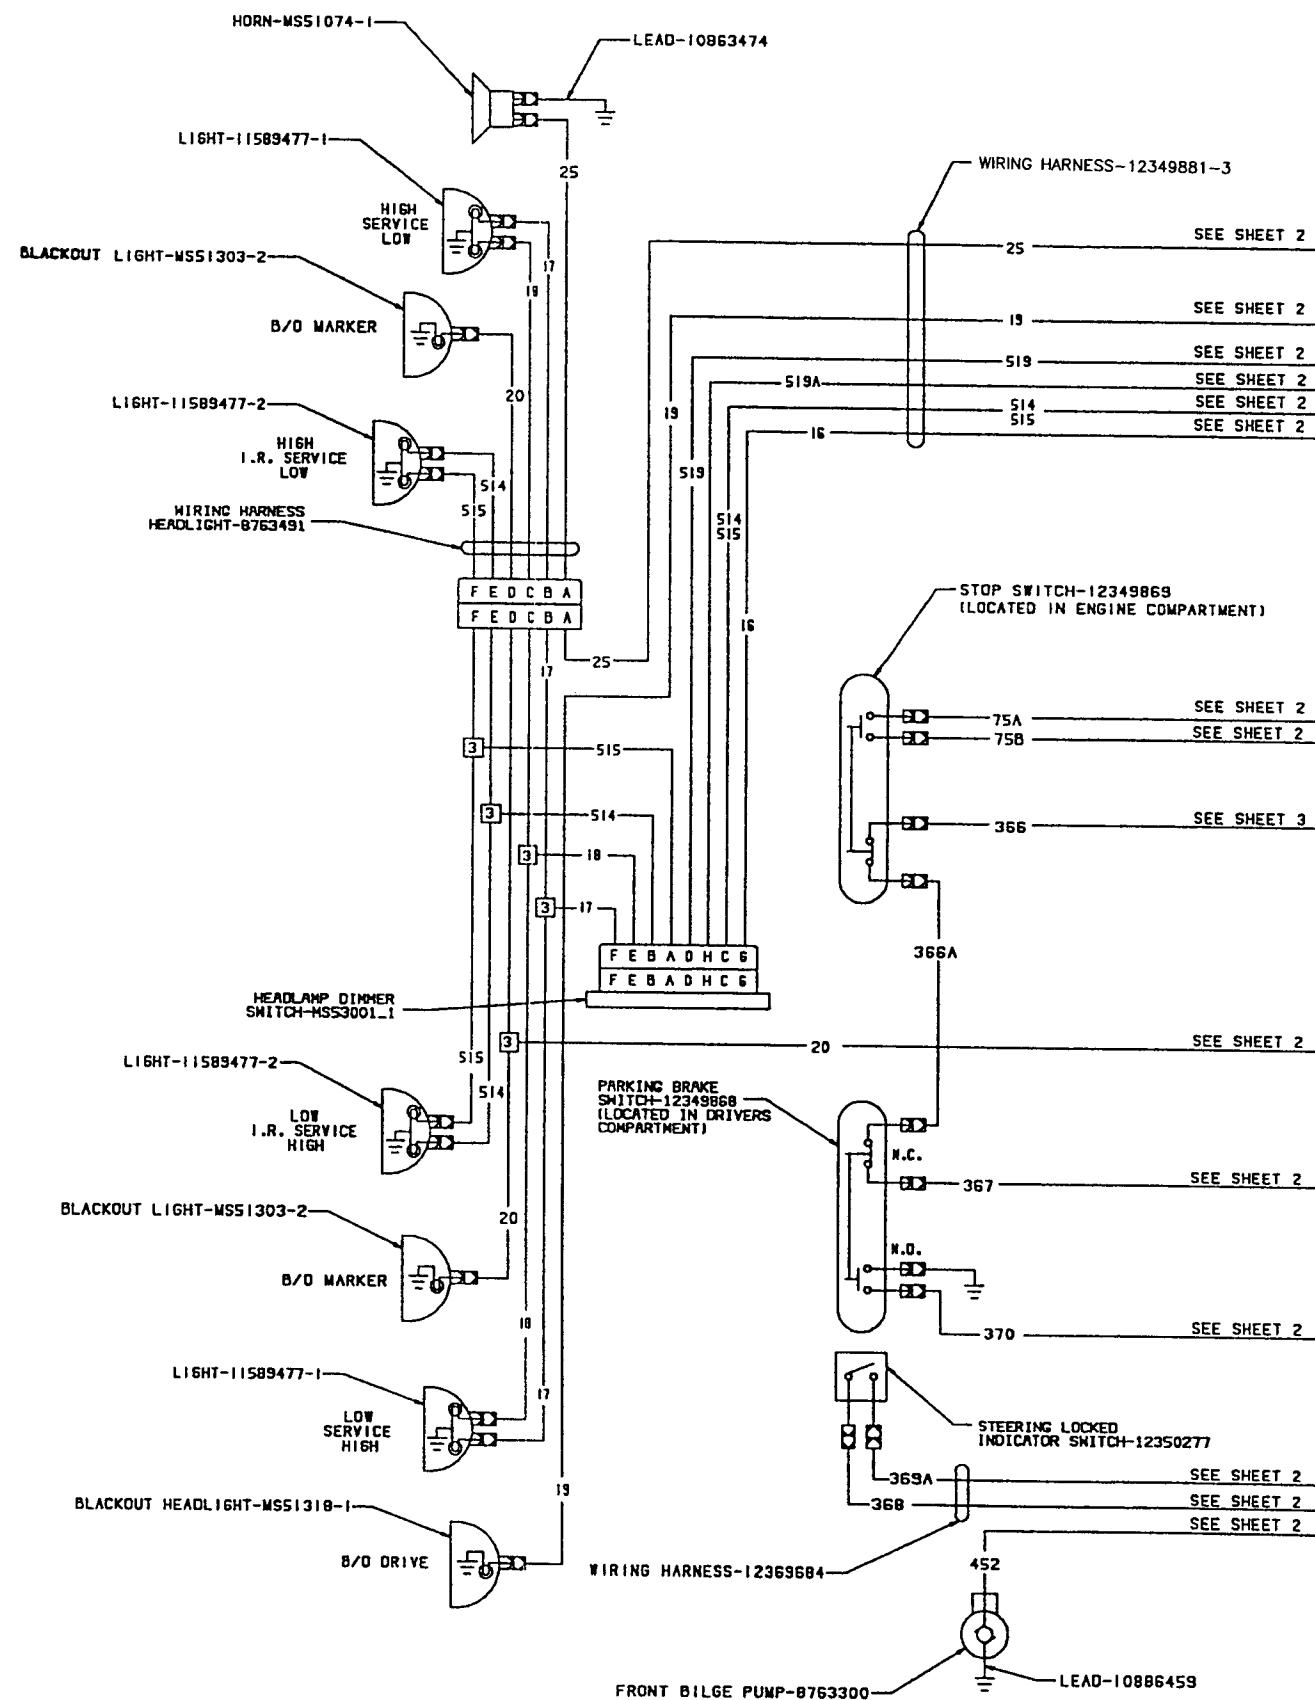 HORN-MS51074-1
LEAD-10863474
LIGHT-11589477-1
25
WIRING HARNESS-12349881-3
HIGH
SERVICE
LOW
25
SEE SHEET 2
BLACKOUT LIGHT-MS51303-2
17
18
B/O MARKER
19
SEE SHEET 2
519
SEE SHEET 2
519A
SEE SHEET 2
20
LIGHT-11589477-2
19
514
515
SEE SHEET 2
16
SEE SHEET 2
HIGH
I.R. SERVICE
LOW
519
514
515
WIRING HARNESS
HEADLIGHT-8763491
514
515
F E D C B A
F E D C B A
STOP SWITCH-12349869
(LOCATED IN ENGINE COMPARTMENT)
16
25
17
75A
SEE SHEET 2
75B
SEE SHEET 2
3
515
3
514
366
SEE SHEET 3
3
18
3
17
366A
F E B A D H C G
F E B A D H C G
HEADLAMP DIMMER
SWITCH-MS53001_1
3
20
SEE SHEET 2
LIGHT-11589477-2
515
514
PARKING BRAKE
SWITCH-12349868
(LOCATED IN DRIVERS
COMPARTMENT)
LOW
I.R. SERVICE
HIGH
N.C.
367
SEE SHEET 2
BLACKOUT LIGHT-MS51303-2
20
N.O.
B/O MARKER
18
370
SEE SHEET 2
LIGHT-11589477-1
17
LOW
SERVICE
HIGH
STEERING LOCKED
INDICATOR SWITCH-12350277
369A
SEE SHEET 2
19
BLACKOUT HEADLIGHT-MS51318-1
368
SEE SHEET 2
SEE SHEET 2
B/O DRIVE
WIRING HARNESS-12369684
452
FRONT BILGE PUMP-8763300
LEAD-10886459